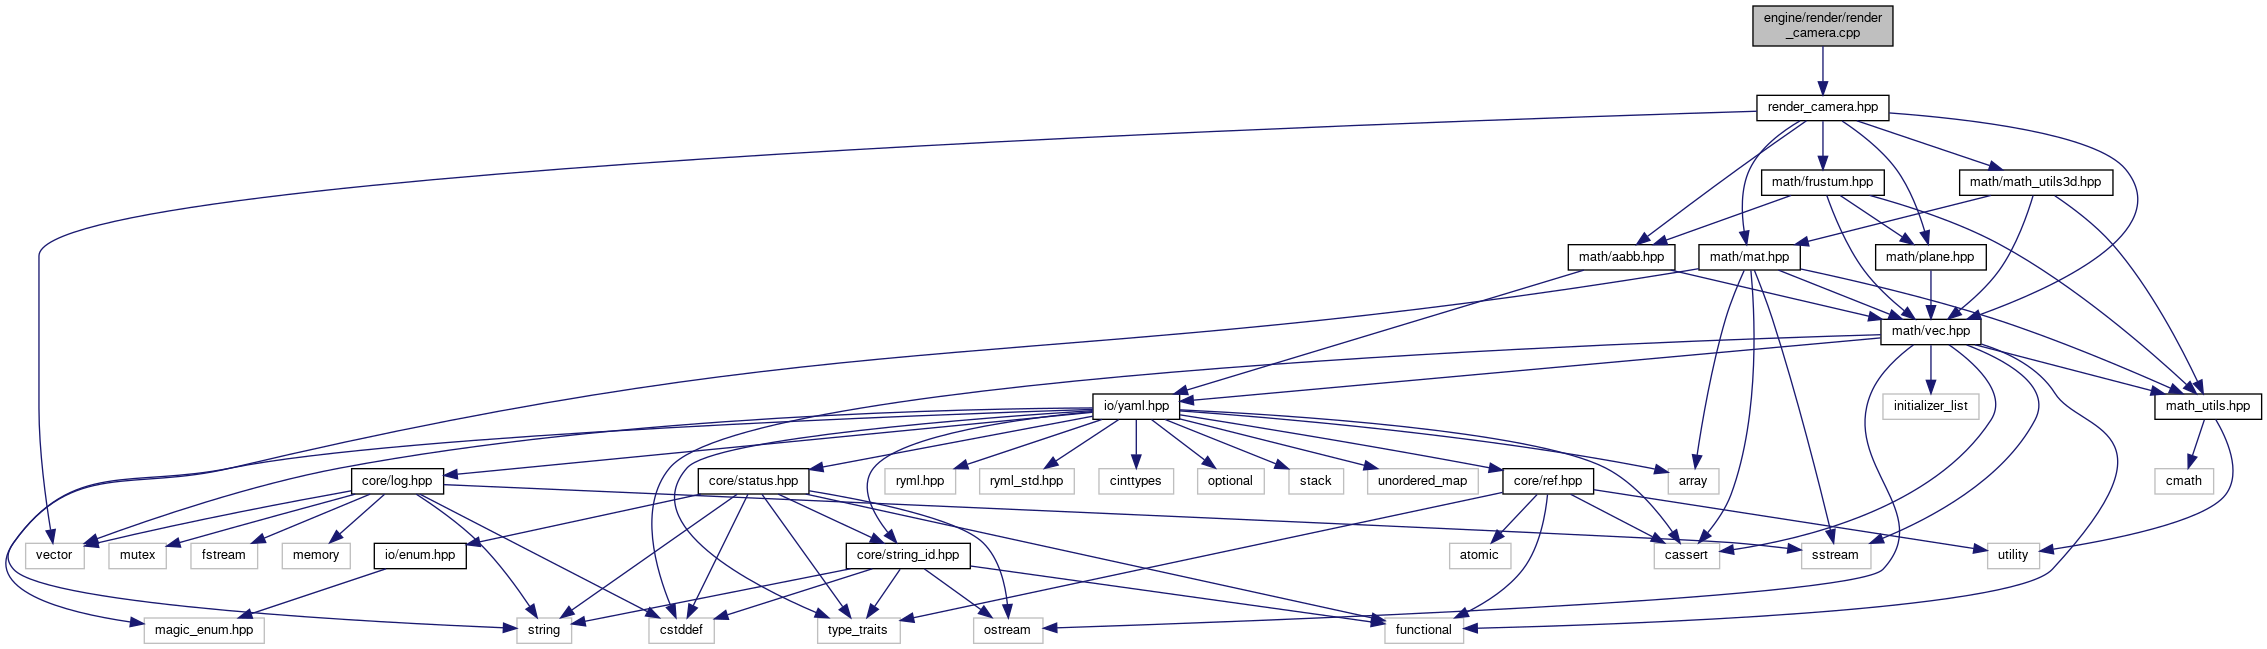 engine/render/render
_camera.cpp
render_camera.hpp
math/frustum.hpp
math/math_utils3d.hpp
math/aabb.hpp
math/mat.hpp
math/plane.hpp
math/vec.hpp
io/yaml.hpp
initializer_list
math_utils.hpp
core/log.hpp
core/status.hpp
ryml.hpp
ryml_std.hpp
cinttypes
optional
stack
unordered_map
core/ref.hpp
array
cmath
vector
mutex
fstream
memory
io/enum.hpp
core/string_id.hpp
atomic
cassert
sstream
utility
magic_enum.hpp
string
cstddef
type_traits
ostream
functional